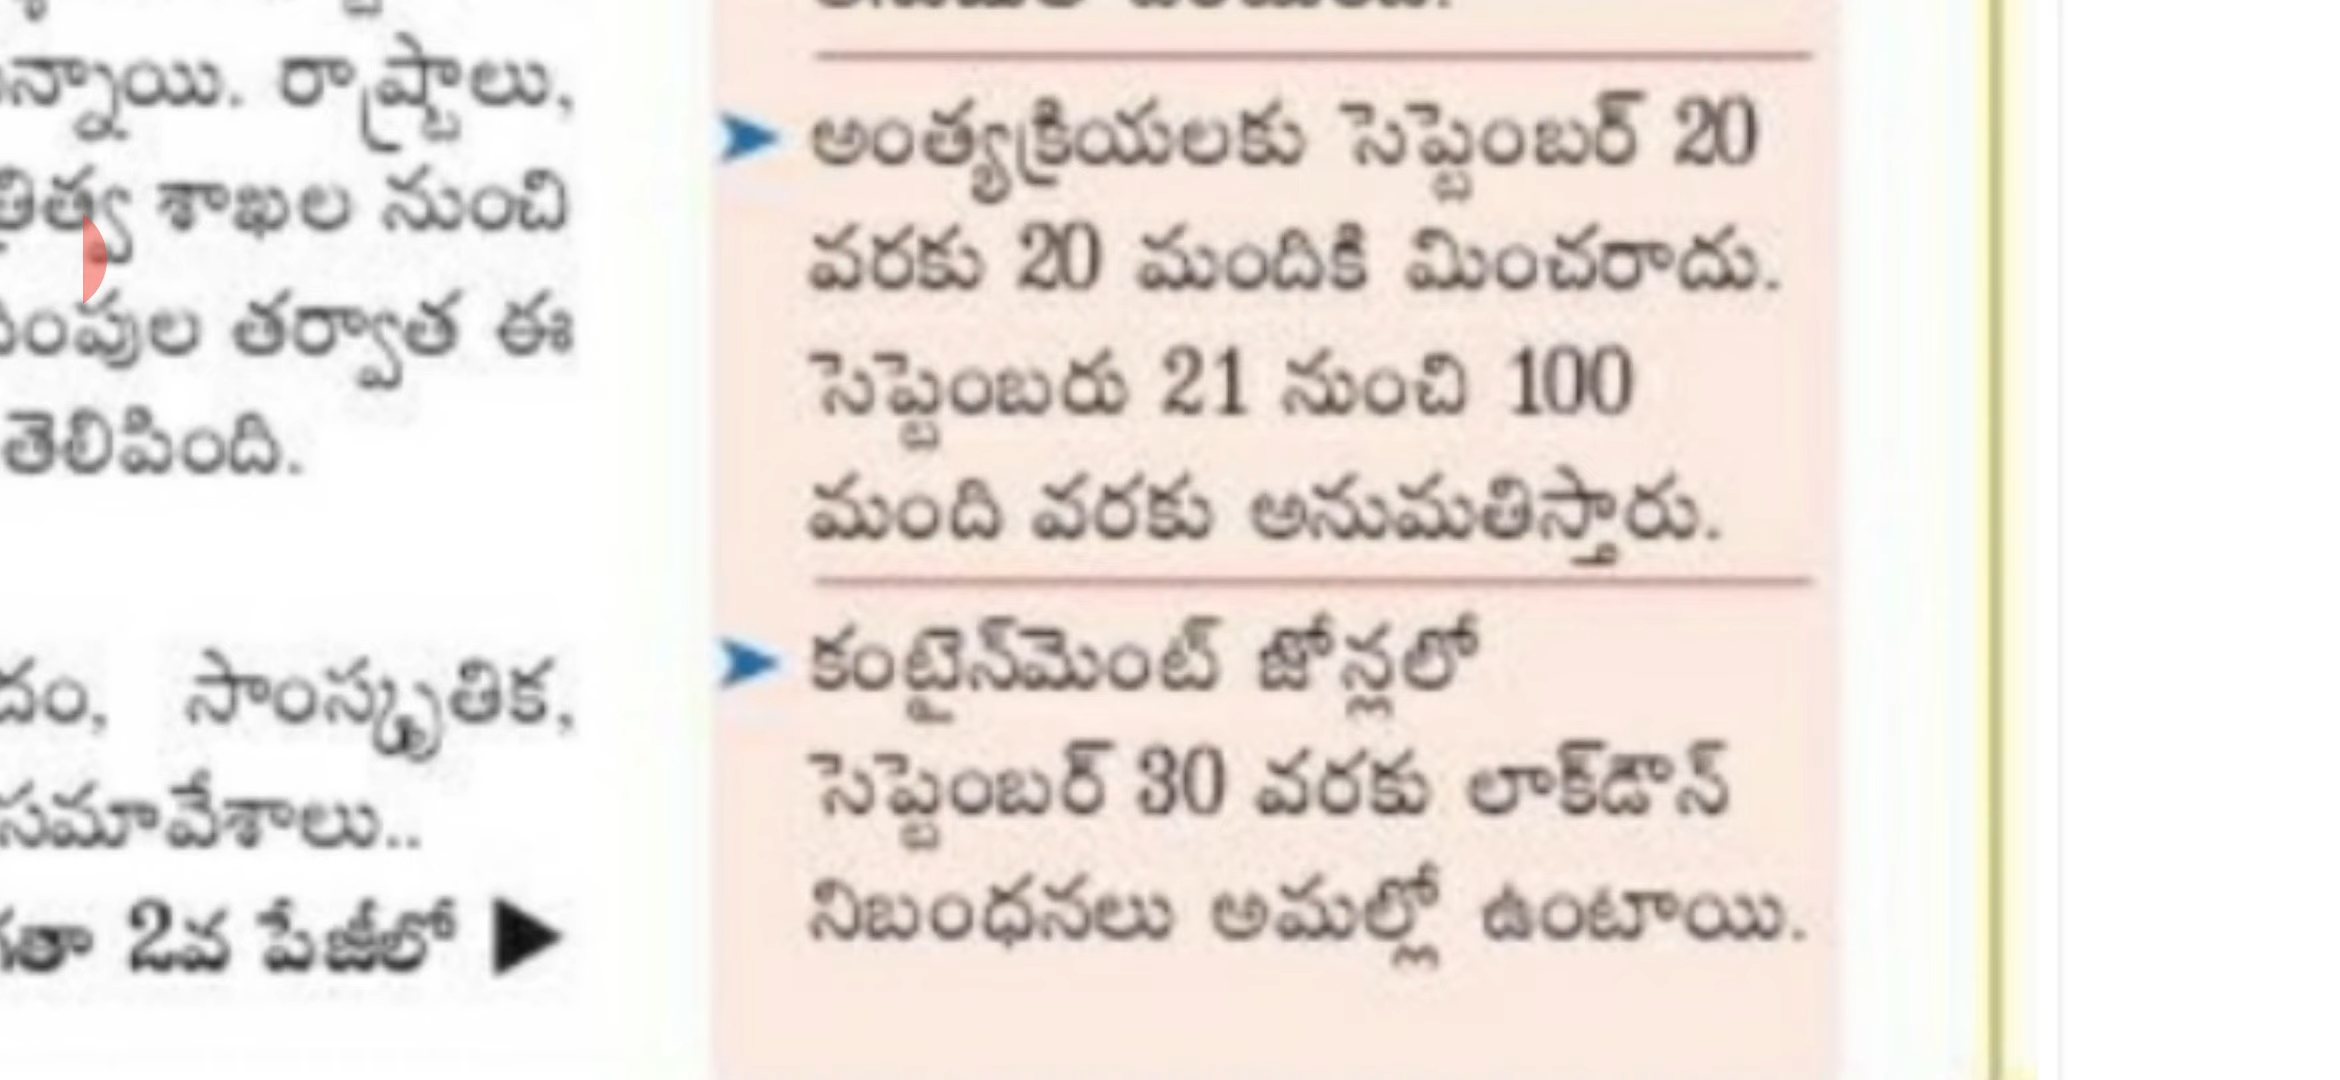 రాష్ట్రాలు,
శాఖల నుంచి
తర్వాత ఈ
తెలిపింది.
సాంస్కృతిక,
సమావేశాలు..
2వ పేజీలో ▶
➤ అంత్యక్రియలకు సెప్టెంబర్ 20
వరకు 20 మందికి మించరాదు.
సెప్టెంబరు 21 నుంచి 100
మంది వరకు అనుమతిస్తారు.
➤ కంటైన్‌మెంట్ జోన్లలో
సెప్టెంబర్ 30 వరకు లాక్‌డౌన్
నిబంధనలు అమల్లో ఉంటాయి.